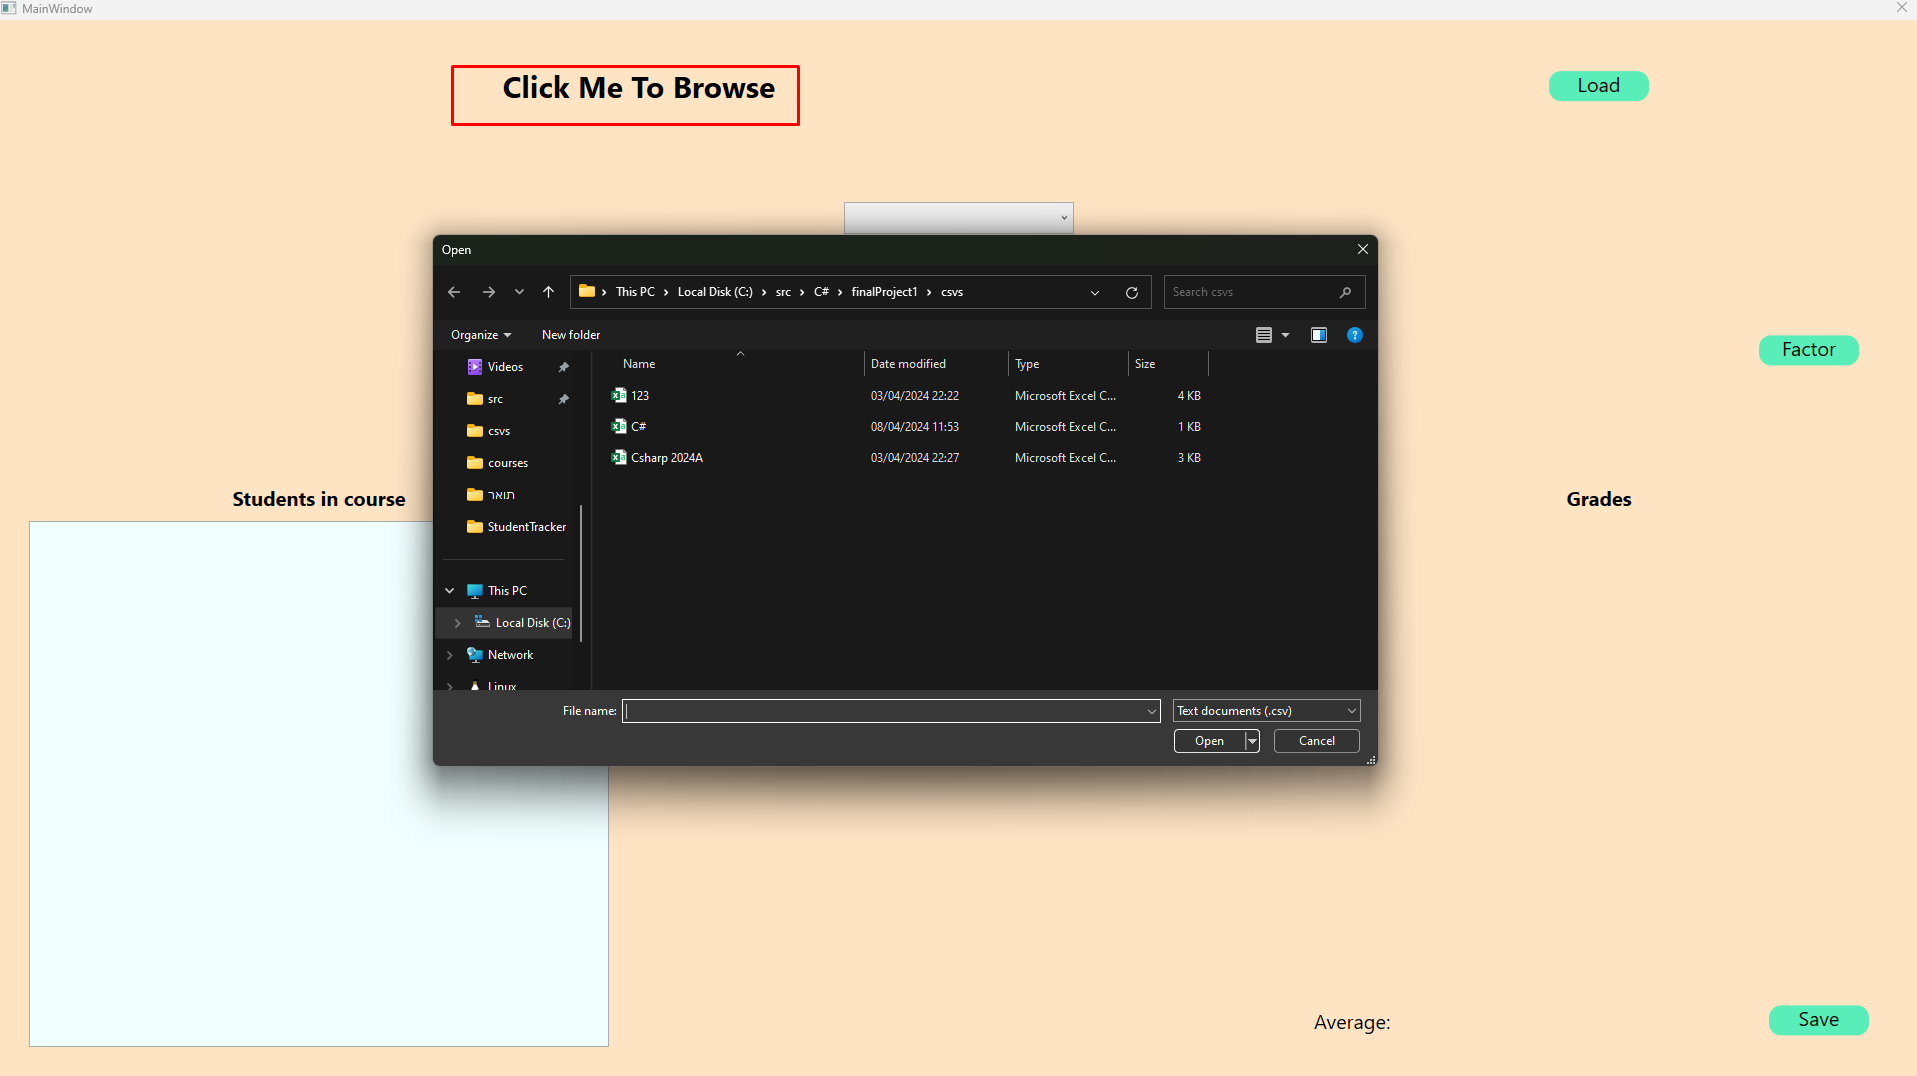 MainWindow
Click Me To Browse
Load
Open
This PC > Local Disk (C:) > src > C# > finalProject1 > csvs
Search csvs
Organize
New folder
Name
Date modified
Type
Size
Videos
src
csvs
courses
תואר
StudentTracker
This PC
Local Disk (C:)
Network
Linux
123 03/04/2024 22:22 Microsoft Excel C... 4 KB
C# 08/04/2024 11:53 Microsoft Excel C... 1 KB
Csharp 2024A 03/04/2024 22:27 Microsoft Excel C... 3 KB
File name:
Text documents (.csv)
Open
Cancel
Factor
Students in course
Grades
Average:
Save